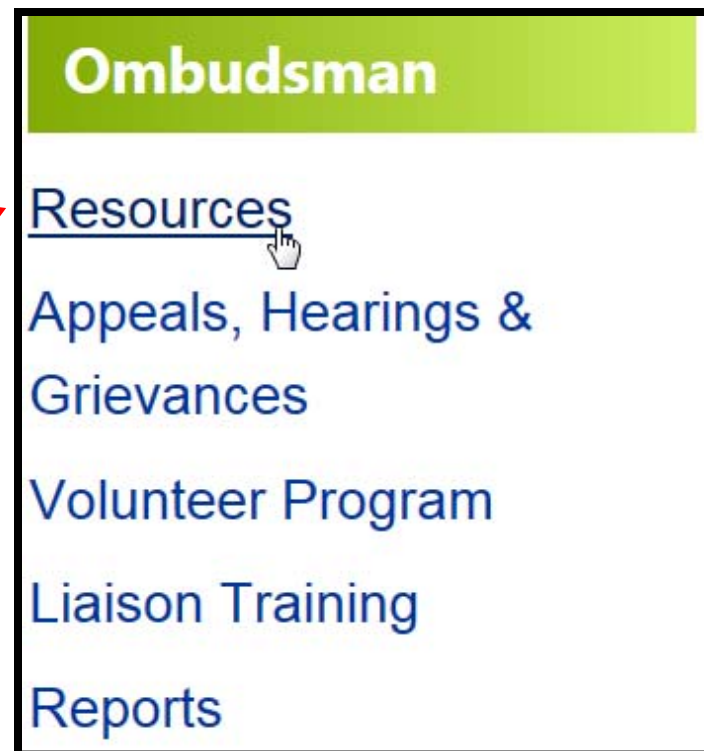 Ombudsman
Resources
Appeals, Hearings &
Grievances
Volunteer Program
Liaison Training
Reports